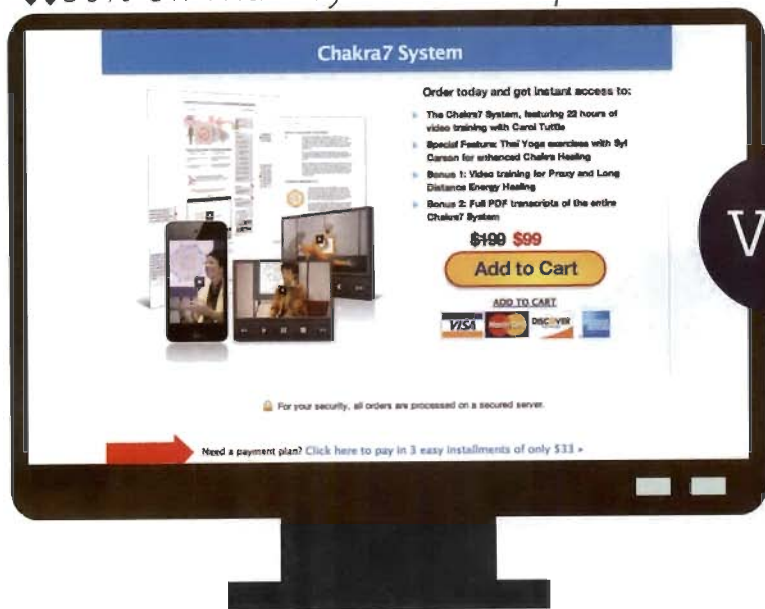 Chakra7 System
Order today and get instant access to:
The Chakra7 System, featuring 22 hours of
video training with Carol Tuttle
Special Feature: Thai Yoga exercises with Syl
Carson for enhanced Chakra Healing
Bonus 1: Video training for Proxy and Long
Distance Energy Healing
Bonus 2: Full PDF transcripts of the entire
Chakra7 System
$199 $99
Add to Cart
ADD TO CART
VISA MasterCard DISCOVER
For your security, all orders are processed on a secured server.
Need a payment plan? Click here to pay in 3 easy installments of only $33 »
V